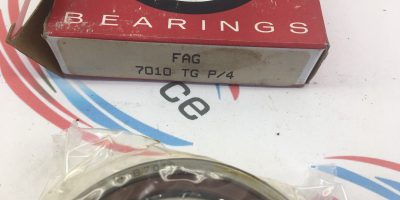 BEARINGS
FAG
7010 TG P/4
ce